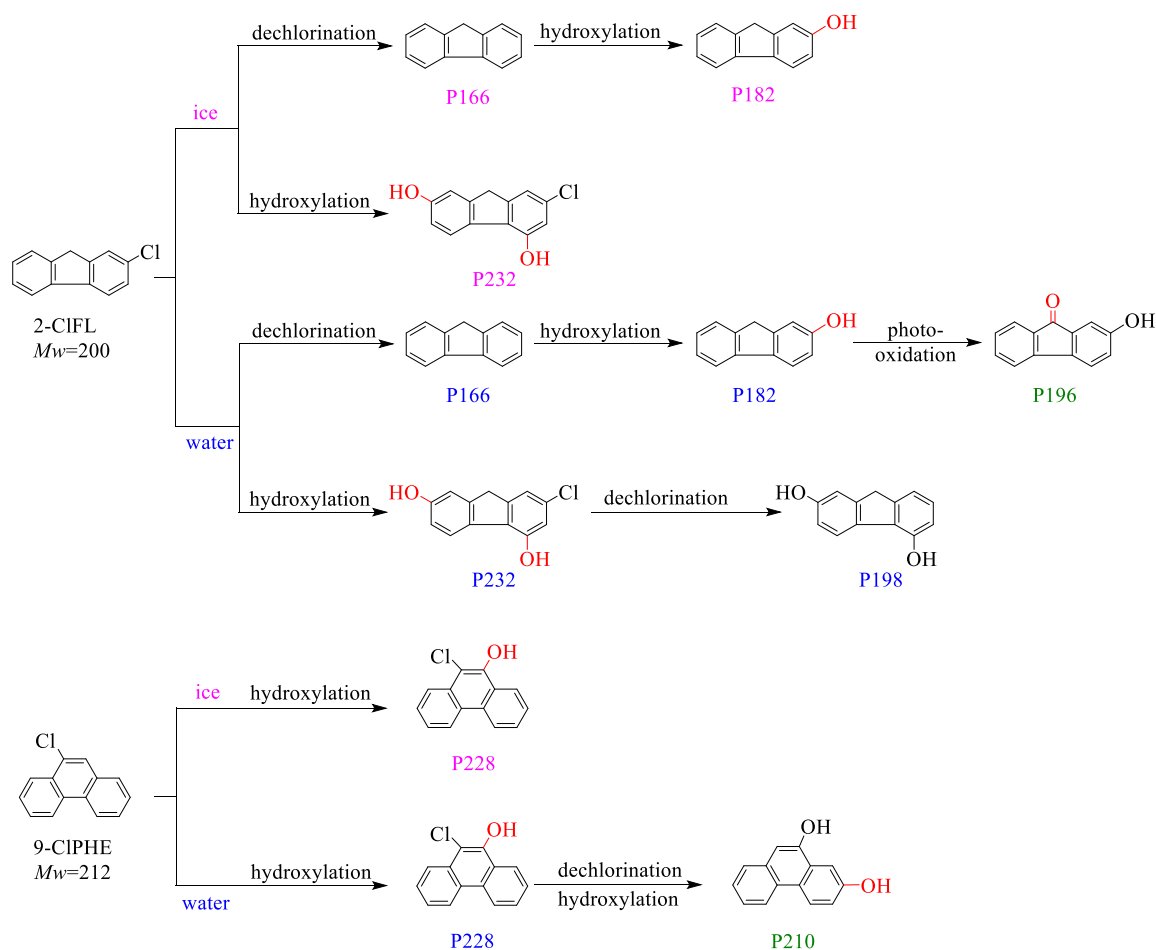 dechlorination
hydroxylation
OH
P166
P182
ice
HO
Cl
hydroxylation
OH
P232
Cl
2-ClFL
Mw=200
dechlorination
hydroxylation
OH
photo-
oxidation
O
OH
P166
P182
P196
water
HO
Cl
hydroxylation
dechlorination
HO
OH
OH
P232
P198
Cl
OH
ice
hydroxylation
P228
Cl
9-ClPHE
Mw=212
Cl
OH
hydroxylation
dechlorination
hydroxylation
OH
OH
water
P228
P210